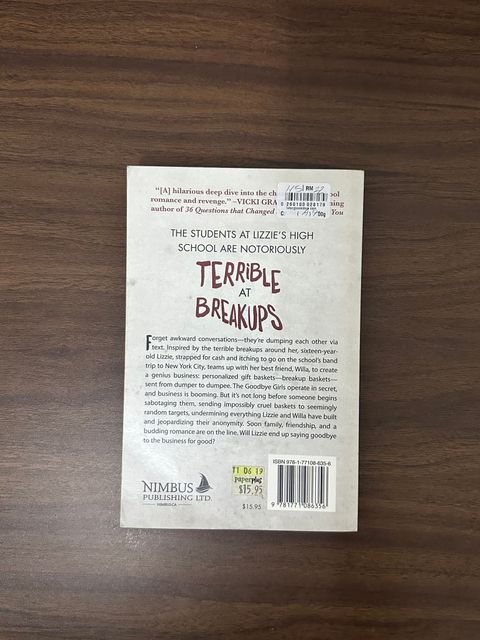 "[A] hilarious deep dive into the
romance and revenge." –VICKI
author of 36 Questions that Changed You
RM
THE STUDENTS AT LIZZIE'S HIGH
SCHOOL ARE NOTORIOUSLY
TERRIBLE
AT
BREAKUPS
Forget awkward conversations—they're dumping each other via
text. Inspired by the terrible breakups around her, sixteen-year-
old Lizzie, strapped for cash and itching to go on the school's band
trip to New York City, teams up with her best friend, Willa, to create
a genius business: personalized gift baskets—breakup baskets—
sent from dumper to dumpee. The Goodbye Girls operate in secret,
and business is booming. But it's not long before someone begins
sabotaging them, sending impossibly cruel baskets to seemingly
random targets, undermining everything Lizzie and Willa have built
and jeopardizing their anonymity. Soon family, friendship, and a
budding romance are on the line. Will Lizzie end up saying goodbye
to the business for good?
NIMBUS
PUBLISHING LTD.
NIMBUS.CA
11 06 19
paperplus
$15.95
$15.95
ISBN 978-1-77108-635-6
9 781771 086356